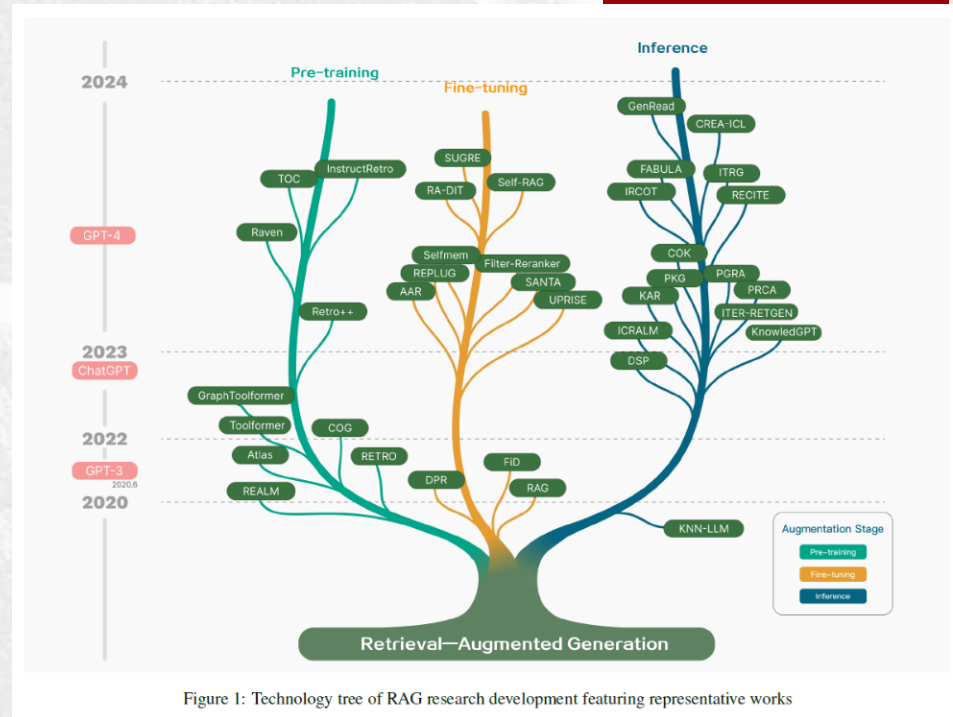 Inference
Pre-training
Fine-tuning
2024
GenRead
CREA-ICL
SUGRE
TOC
InstructRetro
FABULA
ITRG
RA-DIT
Self-RAG
IRCOT
RECITE
GPT-4
Raven
Selfmem
Filter-Reranker
COK
REPLUG
SANTA
PKG
PGRA
AAR
UPRISE
KAR
PRCA
Retro++
ITER-RETGEN
ICRALM
KnowledGPT
2023
ChatGPT
DSP
GraphToolformer
Toolformer
COG
2022
Atlas
RETRO
FiD
GPT-3
2020.6
DPR
RAG
REALM
2020
KNN-LLM
Augmentation Stage
Pre-training
Fine-tuning
Inference
Retrieval—Augmented Generation
Figure 1: Technology tree of RAG research development featuring representative works